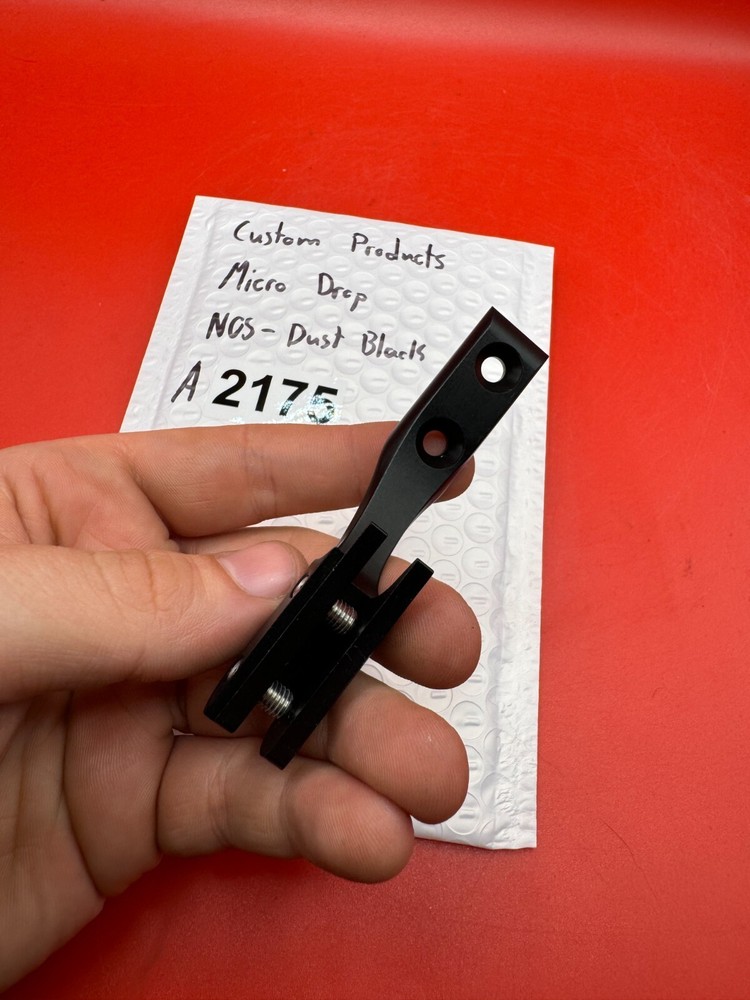 Custom Products
Micro Drop
NOS - Dust Black
A 2175